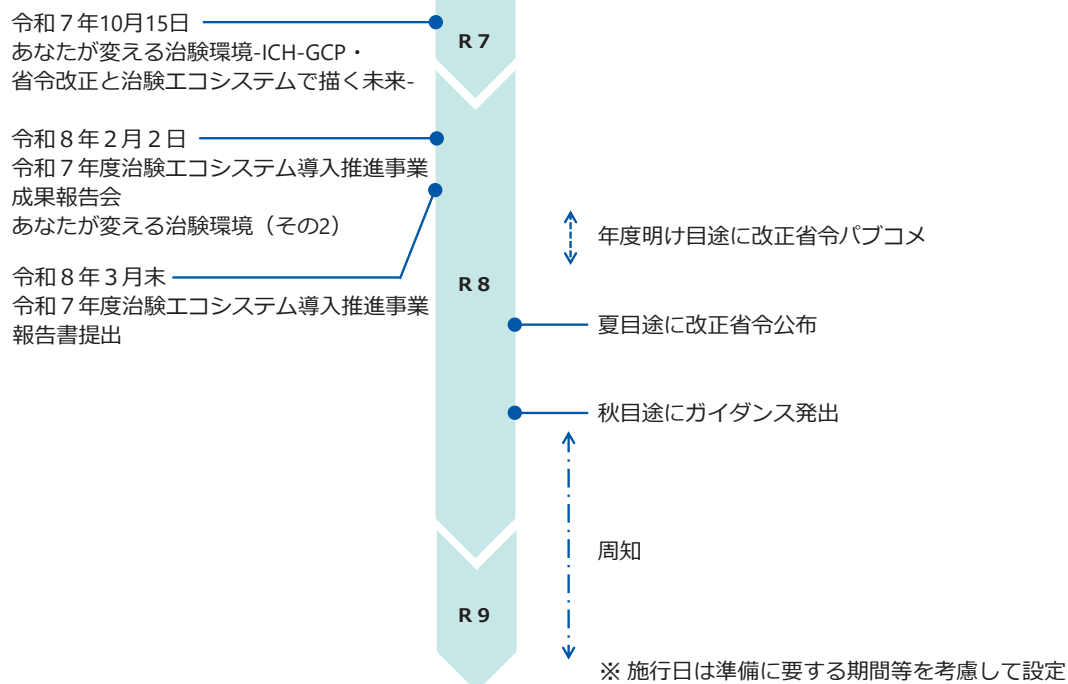 令和７年10月15日
あなたが変える治験環境-ICH-GCP・
省令改正と治験エコシステムで描く未来-
令和８年２月２日
令和７年度治験エコシステム導入推進事業
成果報告会
あなたが変える治験環境（その2）
令和８年３月末
令和７年度治験エコシステム導入推進事業
報告書提出
R 7
R 8
R 9
年度明け目途に改正省令パブコメ
夏目途に改正省令公布
秋目途にガイダンス発出
周知
※ 施行日は準備に要する期間等を考慮して設定